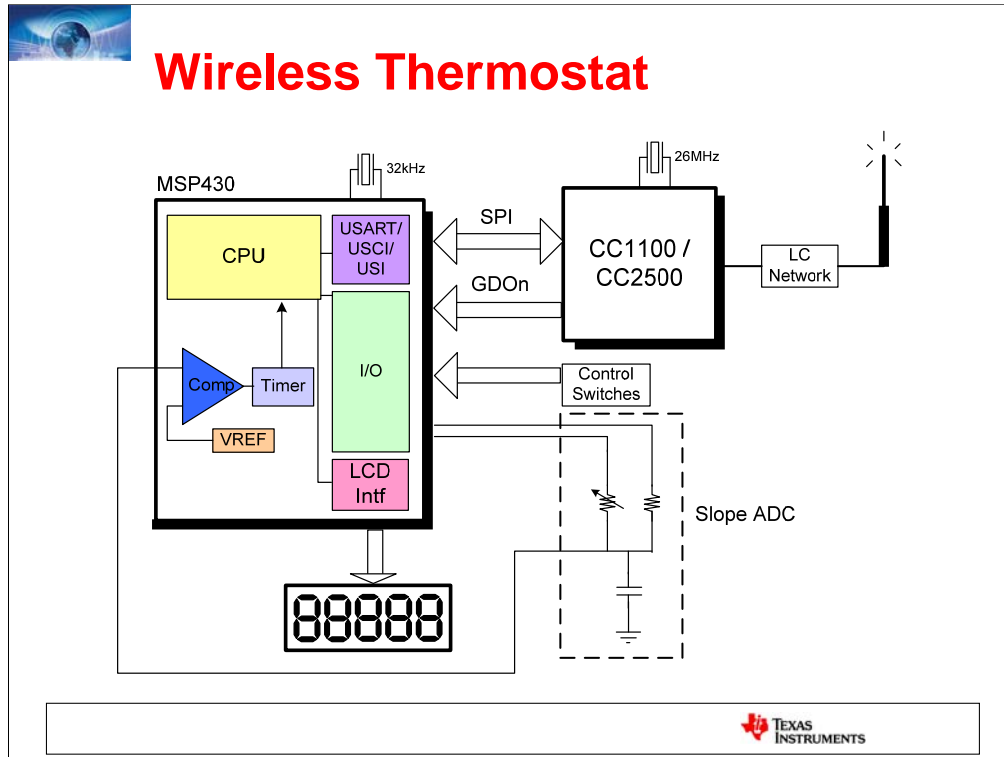 Wireless Thermostat
32kHz
26MHz
MSP430
CPU
USART/
USCI/
USI
SPI
CC1100 /
CC2500
LC
Network
GDOn
I/O
Comp
Timer
Control
Switches
VREF
LCD
Intf
Slope ADC
88888
TEXAS
INSTRUMENTS